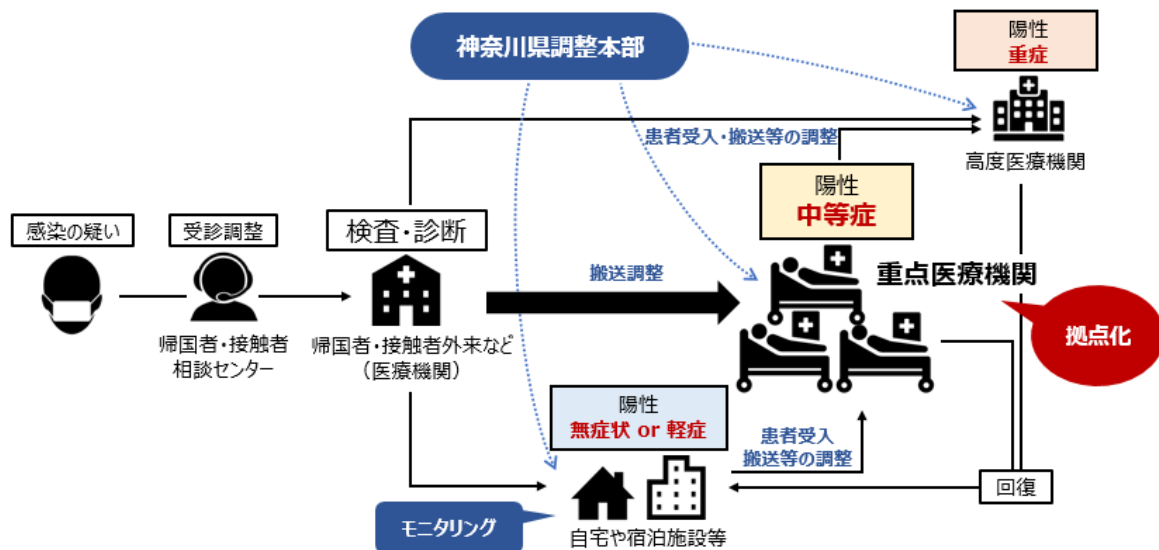 神奈川県調整本部
陽性
重症
高度医療機関
患者受入・搬送等の調整
陽性
中等症
重点医療機関
拠点化
感染の疑い
受診調整
検査・診断
搬送調整
帰国者・接触者
相談センター
帰国者・接触者外来など
（医療機関）
陽性
無症状 or 軽症
患者受入
搬送等の調整
回復
モニタリング
自宅や宿泊施設等